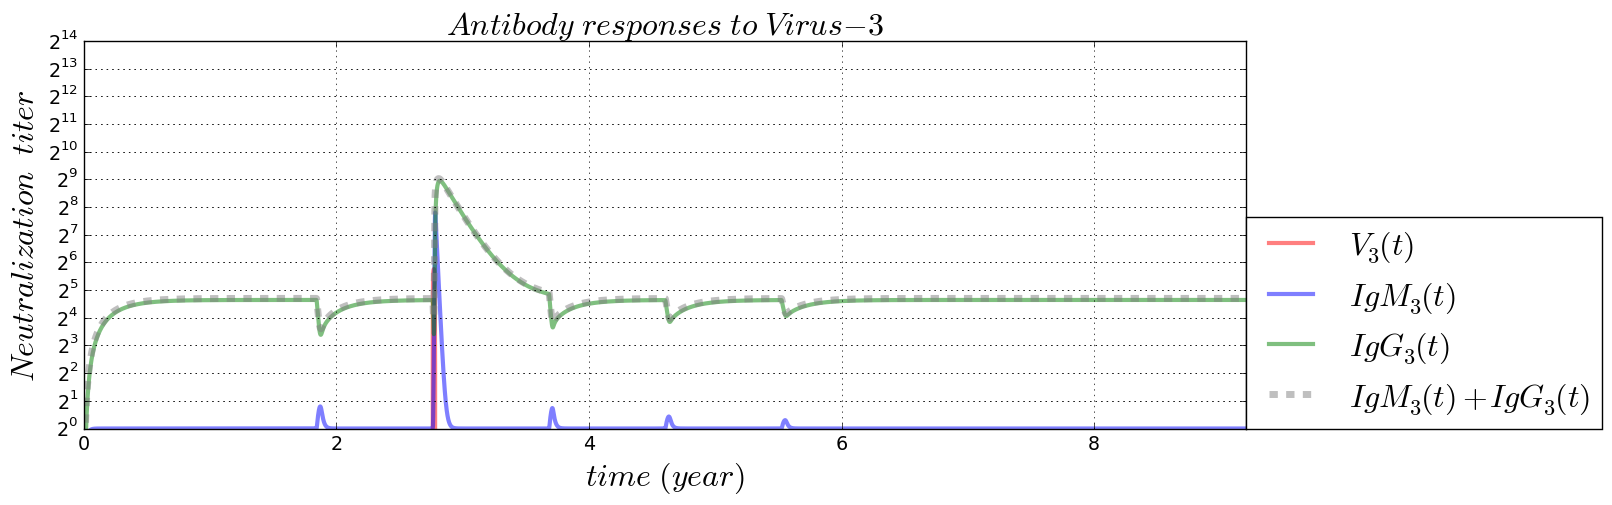 Antibody responses to Virus−3
2^14
2^13
2^12
2^11
2^10
2^9
2^8
2^7
2^6
2^5
2^4
2^3
2^2
2^1
2^0
Neutralization titer
0 2 4 6 8
time (year)
V_3(t)
IgM_3(t)
IgG_3(t)
IgM_3(t)+IgG_3(t)